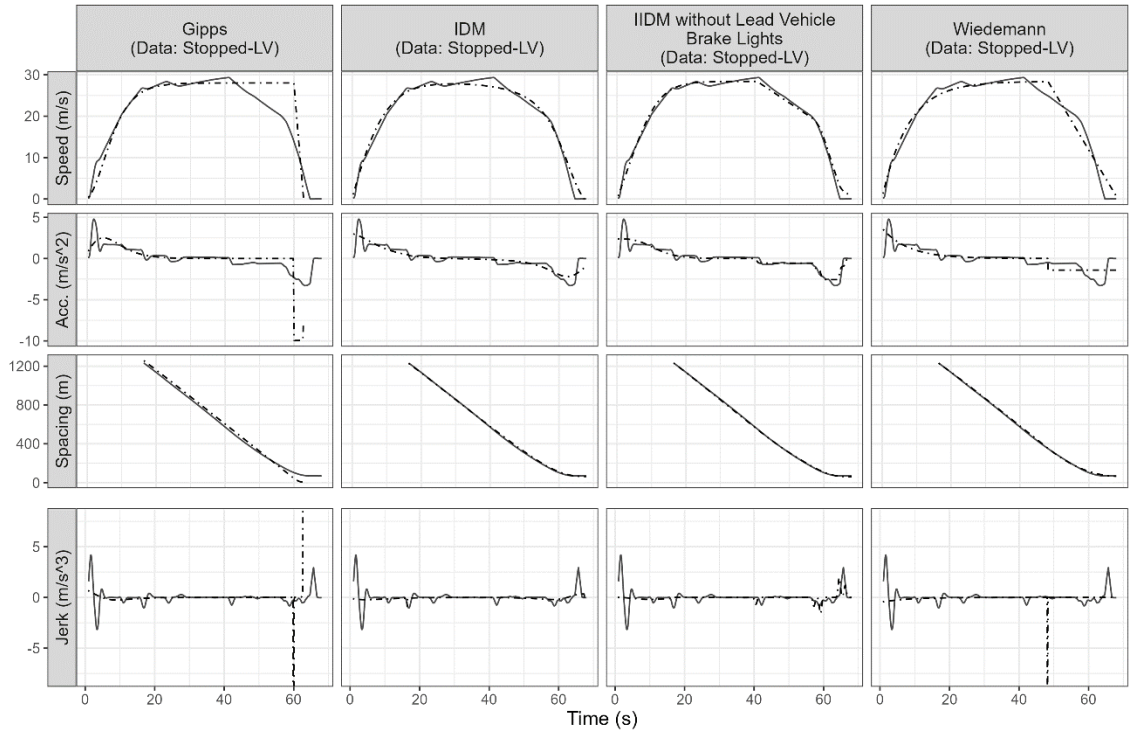 Gipps
(Data: Stopped-LV)
IDM
(Data: Stopped-LV)
IIDM without Lead Vehicle
Brake Lights
(Data: Stopped-LV)
Wiedemann
(Data: Stopped-LV)
Speed (m/s)
30
20
10
0
Acc. (m/s^2)
5
0
-5
-10
Spacing (m)
1200
800
400
0
Jerk (m/s^3)
5
0
-5
0 20 40 60
0 20 40 60
0 20 40 60
0 20 40 60
Time (s)